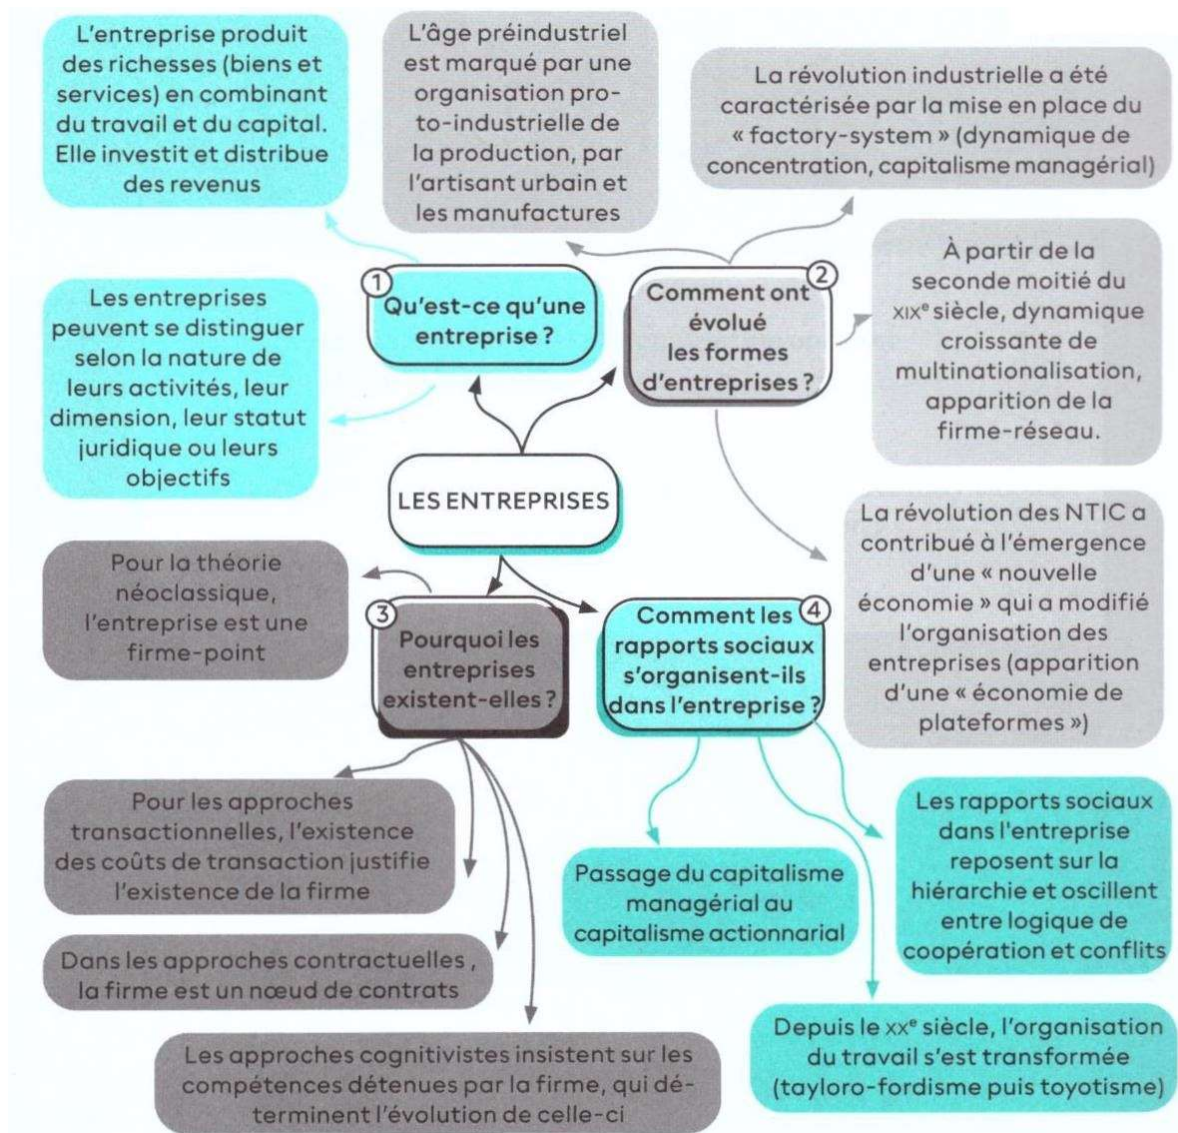 L'entreprise produit
des richesses (biens et
services) en combinant
du travail et du capital.
Elle investit et distribue
des revenus
L'âge préindustriel
est marqué par une
organisation pro-
to-industrielle de
la production, par
l'artisant urbain et
les manufactures
La révolution industrielle a été
caractérisée par la mise en place du
« factory-system » (dynamique de
concentration, capitalisme managérial)
1
Qu'est-ce qu'une
entreprise ?
2
Comment ont
évolué
les formes
d'entreprises ?
À partir de la
seconde moitié du
XIXe siècle, dynamique
croissante de
multinationalisation,
apparition de la
firme-réseau.
Les entreprises
peuvent se distinguer
selon la nature de
leurs activités, leur
dimension, leur statut
juridique ou leurs
objectifs
LES ENTREPRISES
La révolution des NTIC a
contribué à l'émergence
d'une « nouvelle
économie » qui a modifié
l'organisation des
entreprises (apparition
d'une « économie de
plateformes »)
Pour la théorie
néoclassique,
l'entreprise est une
firme-point
3
Pourquoi les
entreprises
existent-elles ?
4
Comment les
rapports sociaux
s'organisent-ils
dans l'entreprise ?
Pour les approches
transactionnelles, l'existence
des coûts de transaction justifie
l'existence de la firme
Dans les approches contractuelles ,
la firme est un nœud de contrats
Les approches cognitivistes insistent sur les
compétences détenues par la firme, qui dé-
terminent l'évolution de celle-ci
Passage du capitalisme
managérial au
capitalisme actionnarial
Les rapports sociaux
dans l'entreprise
reposent sur la
hiérarchie et oscillent
entre logique de
coopération et conflits
Depuis le XXe siècle, l'organisation
du travail s'est transformée
(tayloro-fordisme puis toyotisme)